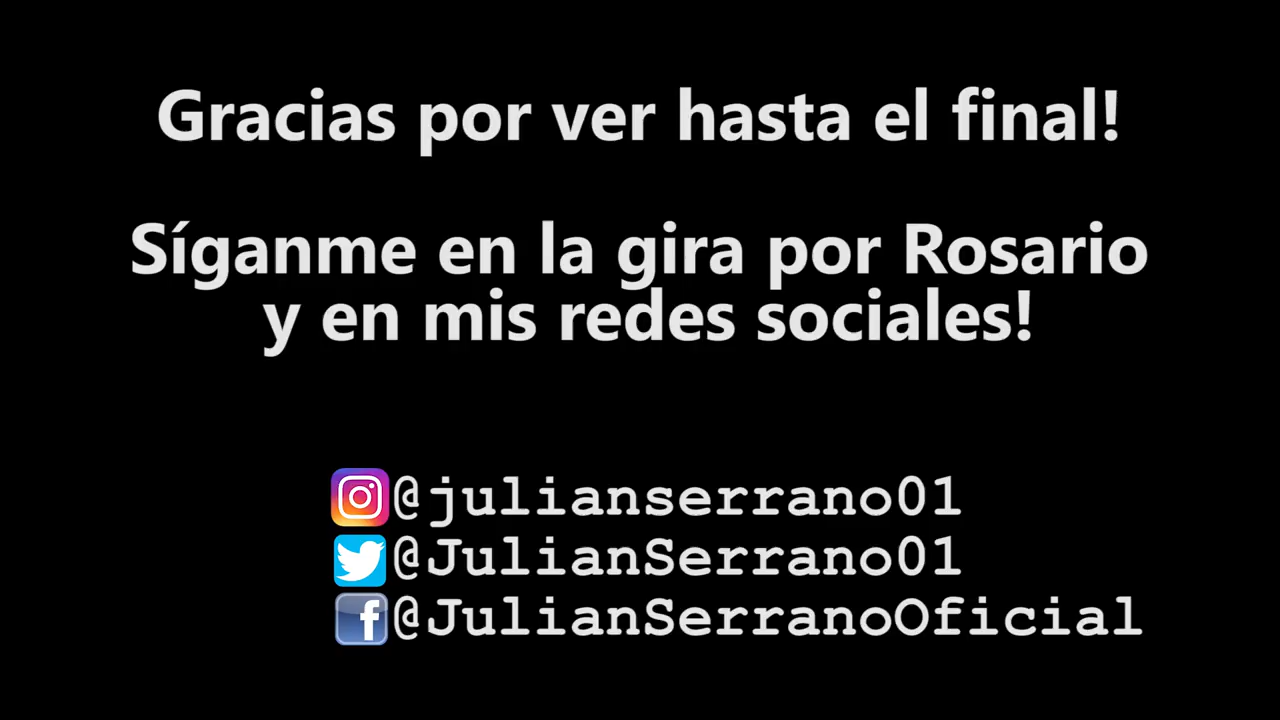 Gracias por ver hasta el final!
Síganme en la gira por Rosario
y en mis redes sociales!
@julianserrano01
@JulianSerrano01
@JulianSerranoOficial